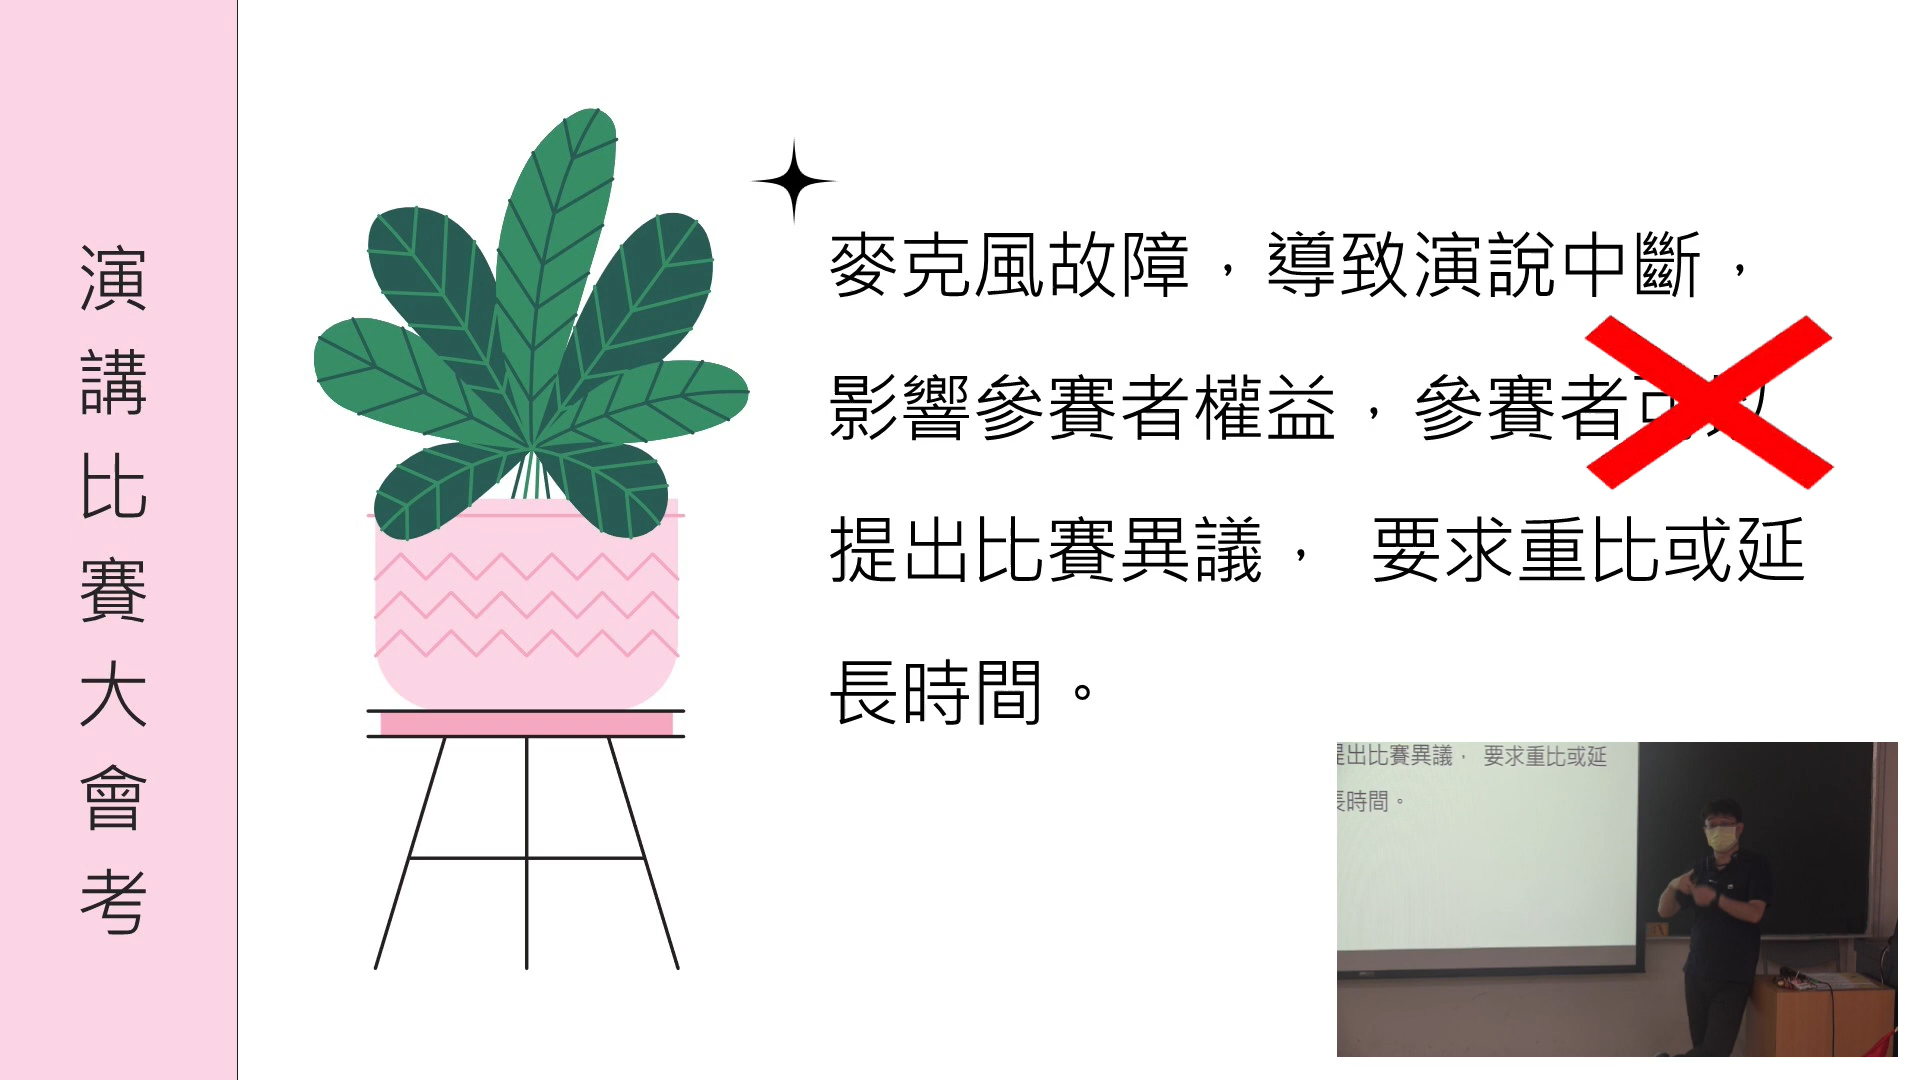 演講比賽大會考
麥克風故障，導致演說中斷，
影響參賽者權益，參賽者可以
提出比賽異議， 要求重比或延
長時間。
出比賽異議， 要求重比或延
時間。